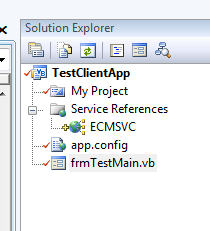 Solution Explorer
TestClientApp
My Project
Service References
ECMSVC
app.config
frmTestMain.vb